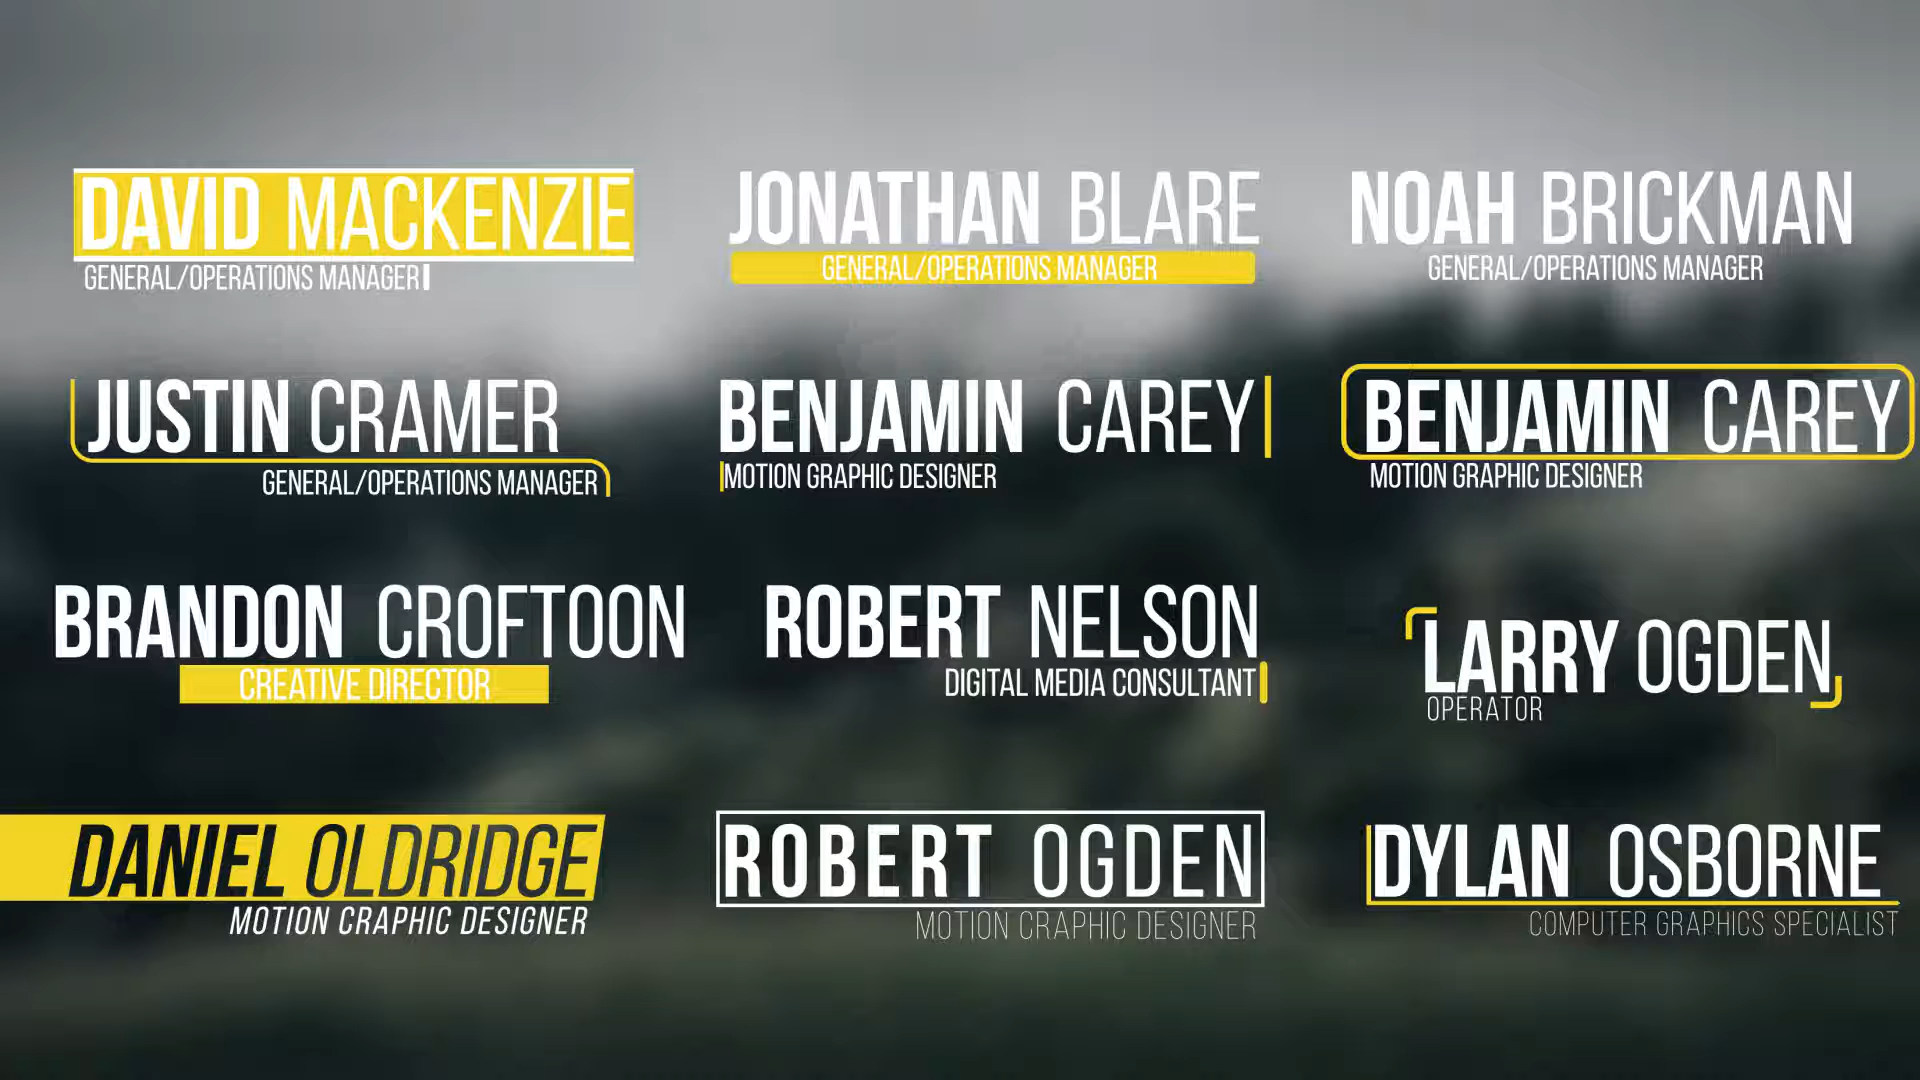 DAVID MACKENZIE
GENERAL/OPERATIONS MANAGER
JONATHAN BLARE
GENERAL/OPERATIONS MANAGER
NOAH BRICKMAN
GENERAL/OPERATIONS MANAGER
JUSTIN CRAMER
GENERAL/OPERATIONS MANAGER
BENJAMIN CAREY
MOTION GRAPHIC DESIGNER
BENJAMIN CAREY
MOTION GRAPHIC DESIGNER
BRANDON CROFTOON
CREATIVE DIRECTOR
ROBERT NELSON
DIGITAL MEDIA CONSULTANT
LARRY OGDEN
OPERATOR
DANIEL OLDRIDGE
MOTION CRAPHIC DESIGNER
ROBERT OGDEN
MOTION CRAPHIC DESIGNER
DYLAN OSBORNE
COMPUTER GRAPHICS SPECIALIST